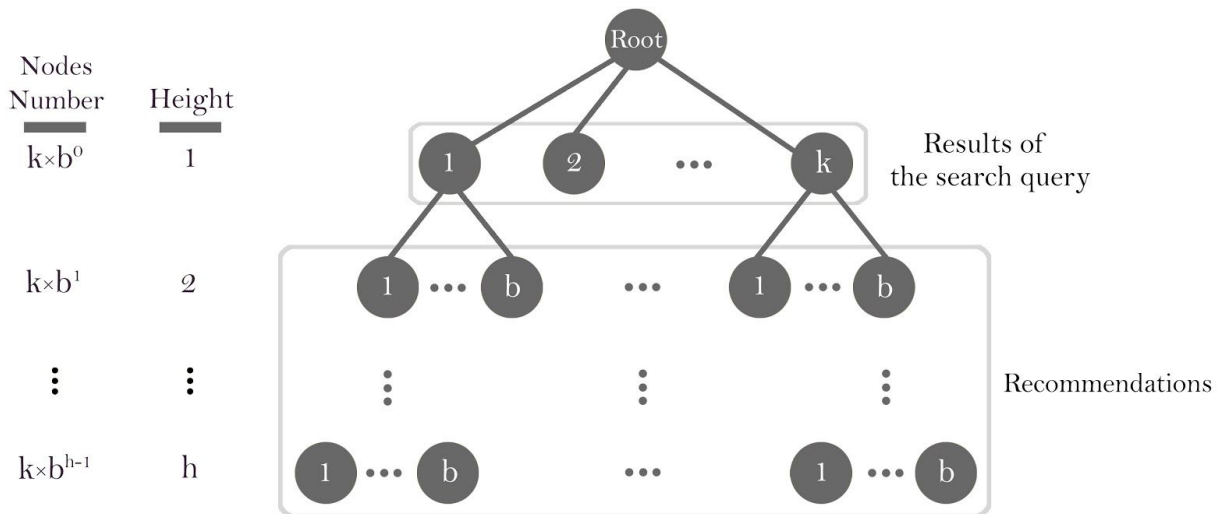 Root
Nodes
Number Height
k×b⁰ 1 1 2 ••• k Results of
the search query
k×b¹ 2 1 ••• b ••• 1 ••• b
Recommendations
k×bʰ⁻¹ h 1 ••• b ••• 1 ••• b